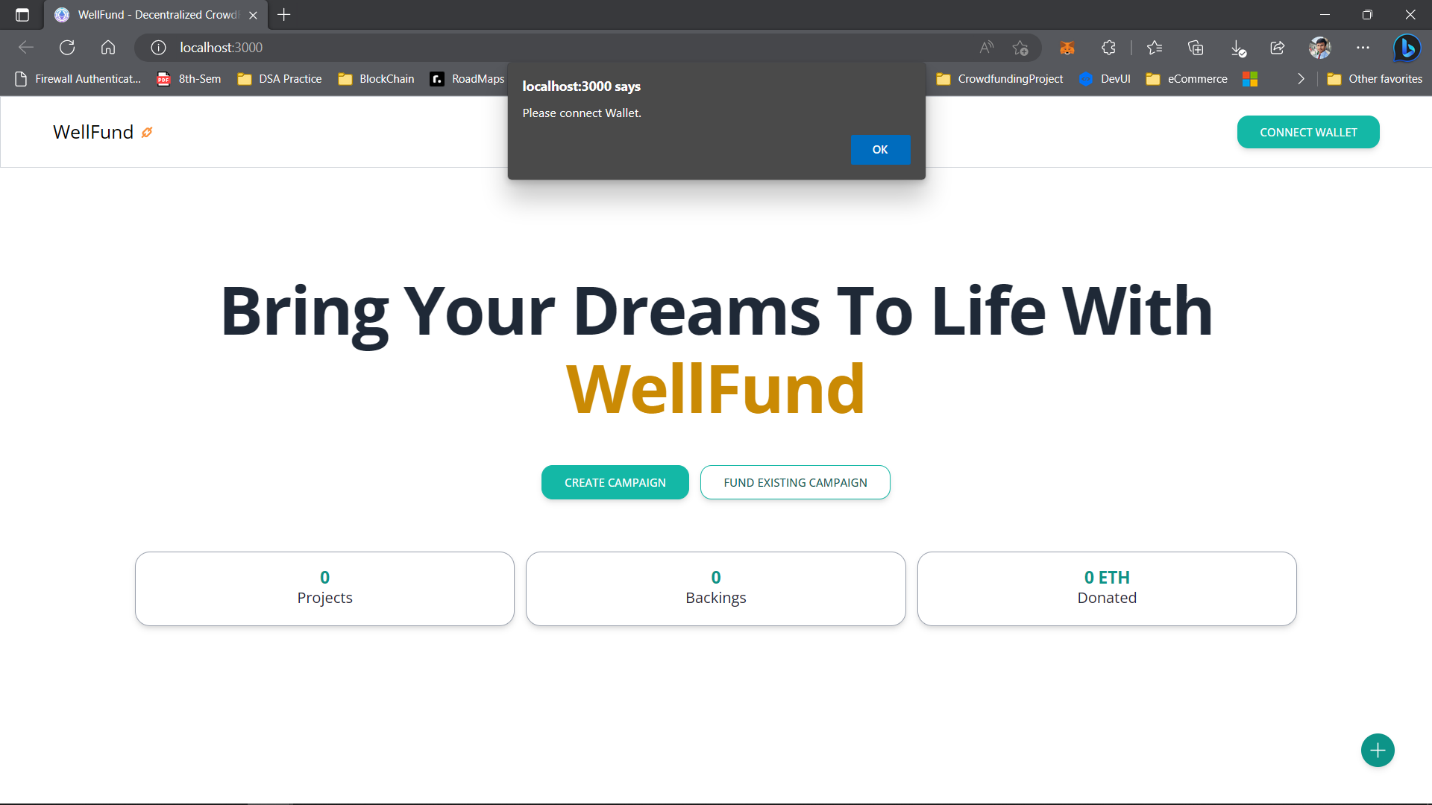 WellFund - Decentralized Crowdf
localhost:3000
Firewall Authenticat...
8th-Sem
DSA Practice
BlockChain
RoadMaps
CrowdfundingProject
DevUI
eCommerce
Other favorites
localhost:3000 says
Please connect Wallet.
OK
WellFund
CONNECT WALLET
Bring Your Dreams To Life With
WellFund
CREATE CAMPAIGN
FUND EXISTING CAMPAIGN
0
Projects
0
Backings
0 ETH
Donated